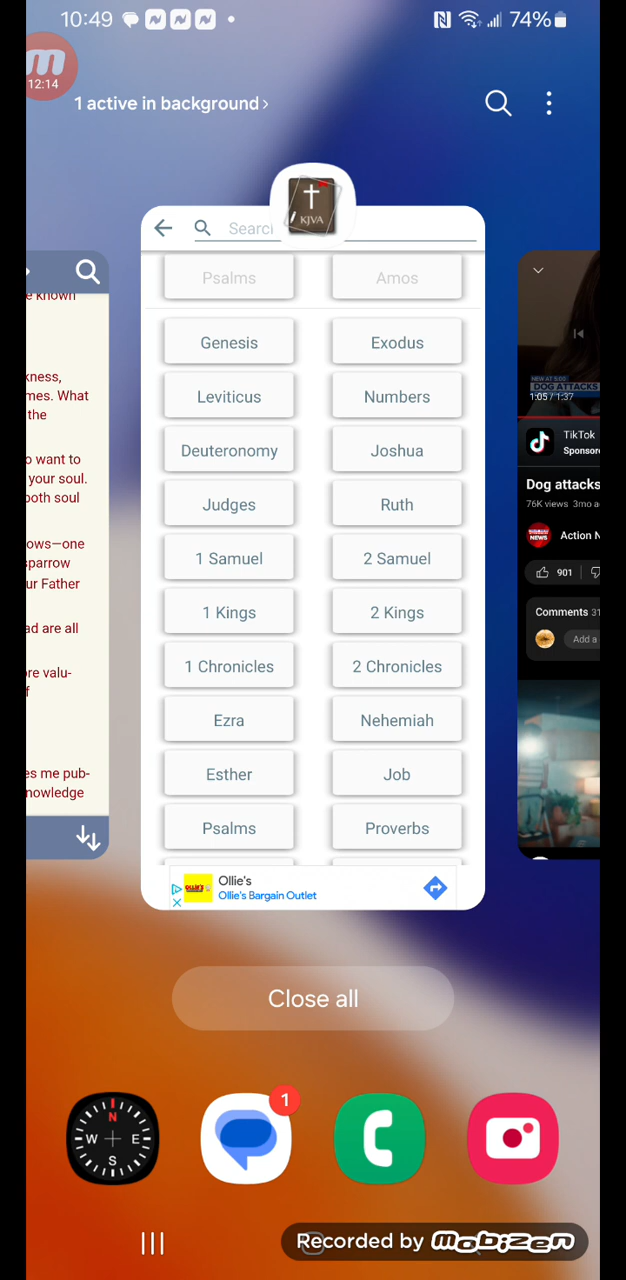 10:49
74%
12:14
1 active in background >
KJVA
Search
Psalms Amos
Genesis Exodus
Leviticus Numbers
Deuteronomy Joshua
Judges Ruth
1 Samuel 2 Samuel
1 Kings 2 Kings
1 Chronicles 2 Chronicles
Ezra Nehemiah
Esther Job
Psalms Proverbs
Ollie's
Ollie's Bargain Outlet
e known
kness,
mes. What
the
o want to
your soul.
both soul
ows—one
sparrow
ur Father
ad are all
ore valu-
f
es me pub-
nowledge
NEW AT 5:00
DOG ATTACKS
1:05 / 1:37
TikTok
Sponsore
Dog attacks
76K views 3mo a
NEWS
Action N
901
Comments 31
Add a
Close all
N
W E
S
1
Recorded by mobizen